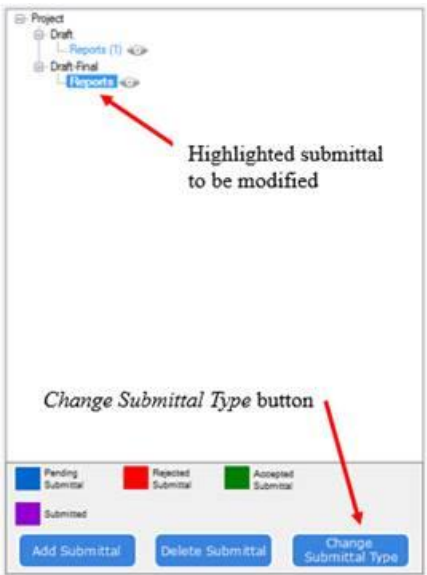 Project
Draft
Reports (1)
Draft-Final
Reports
Highlighted submittal
to be modified
Change Submittal Type button
Pending
Submittal
Rejected
Submittal
Accepted
Submittal
Submitted
Add Submittal
Delete Submittal
Change
Submittal Type